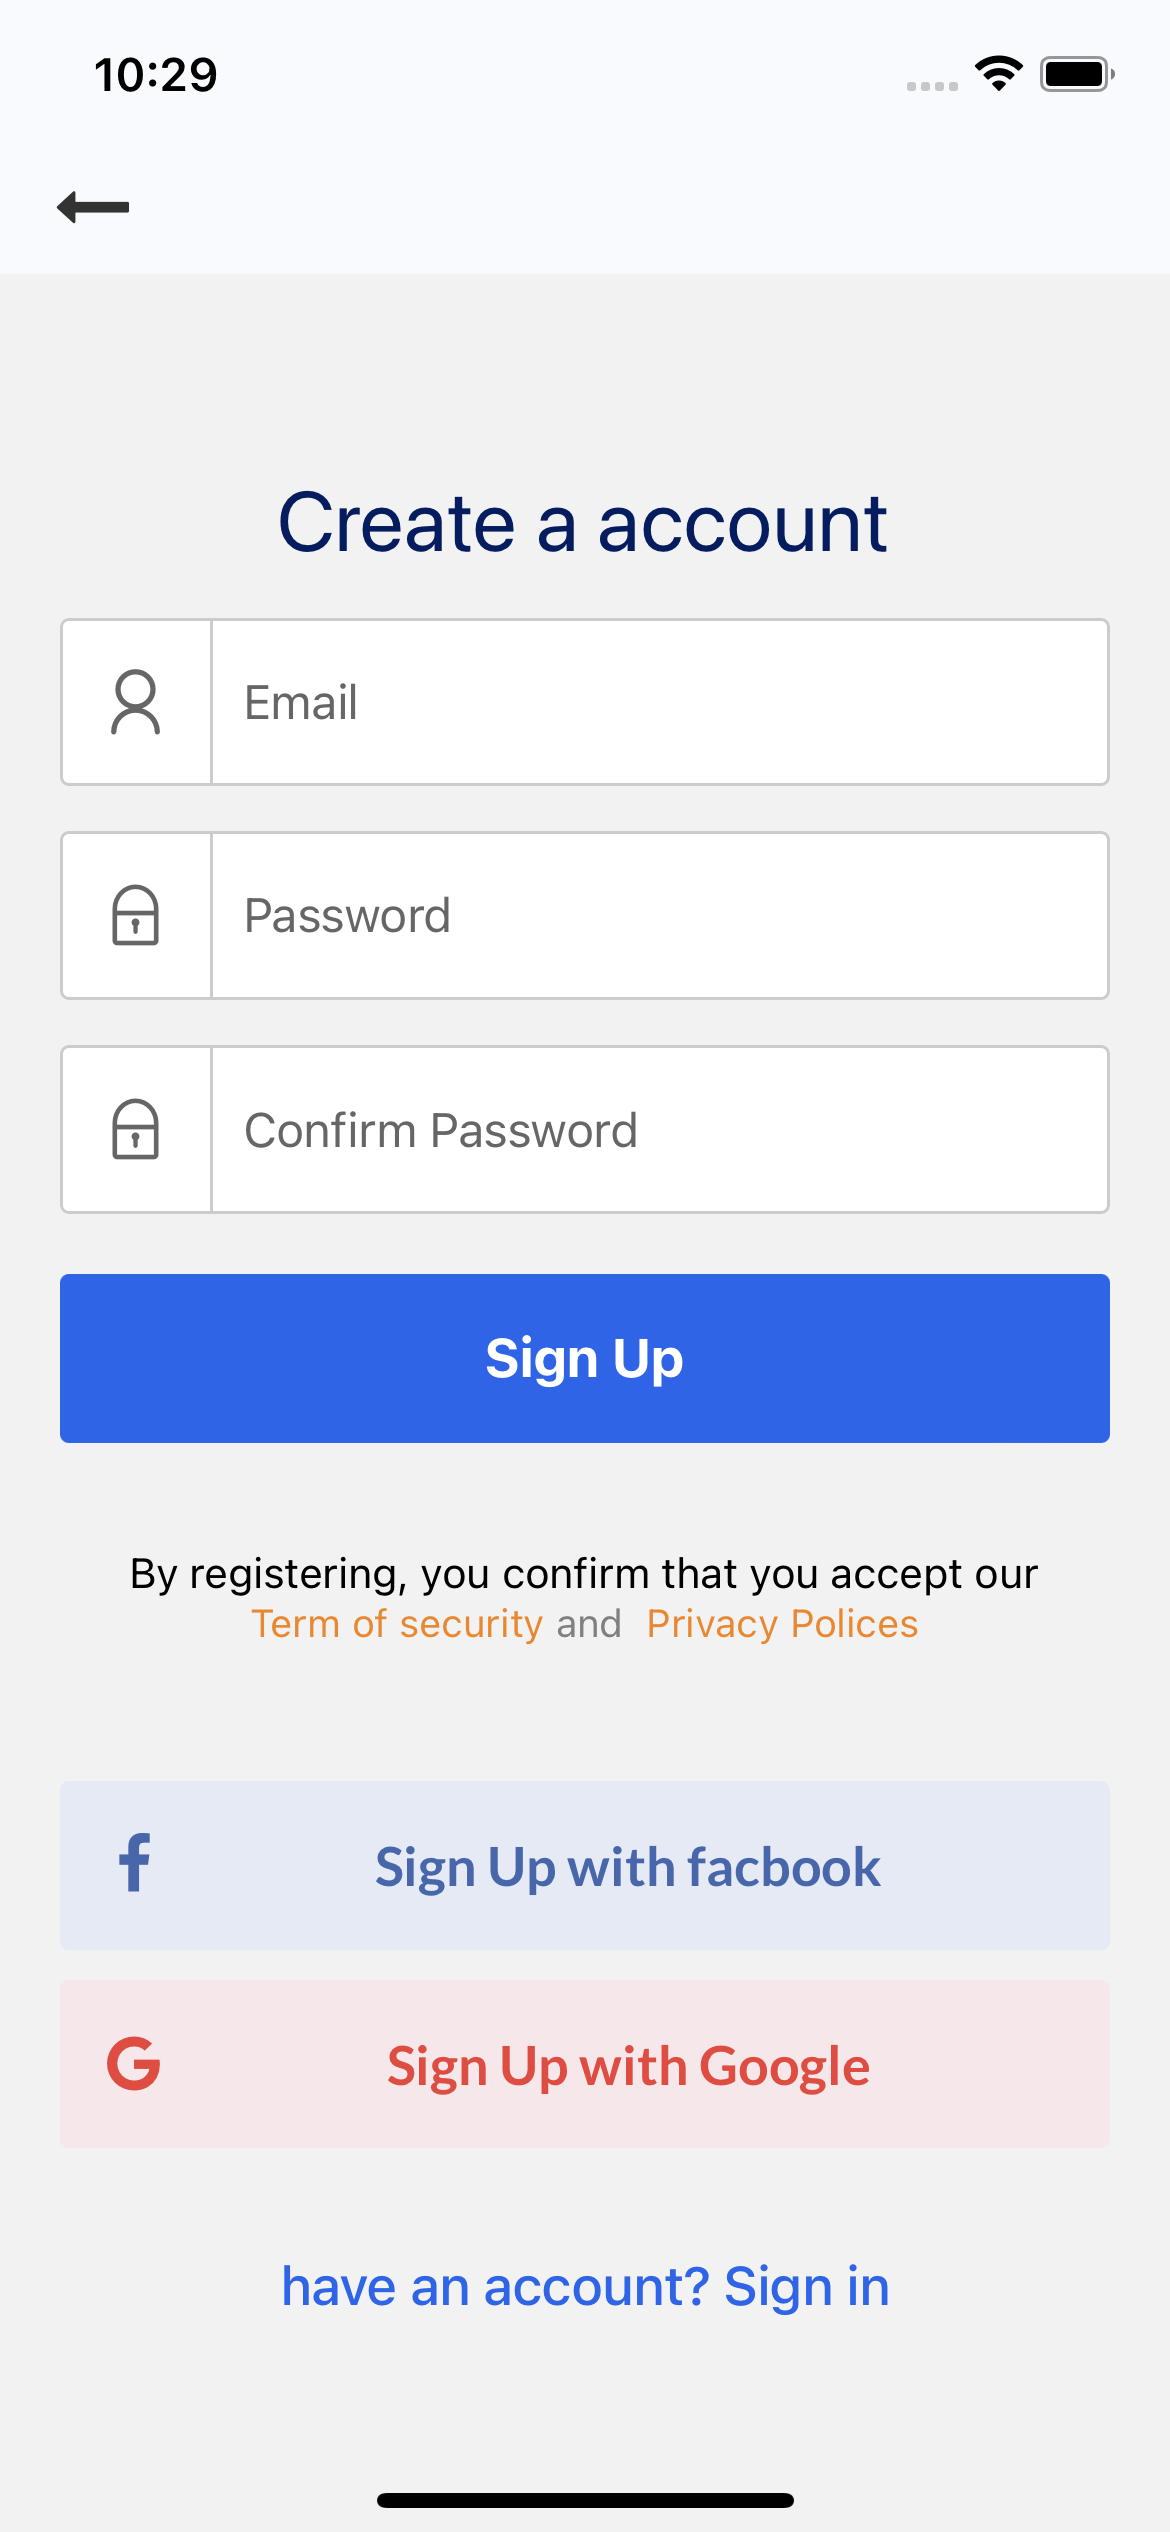 10:29
Create a account
Email
Password
Confirm Password
Sign Up
By registering, you confirm that you accept our
Term of security and Privacy Polices
Sign Up with facbook
Sign Up with Google
have an account? Sign in